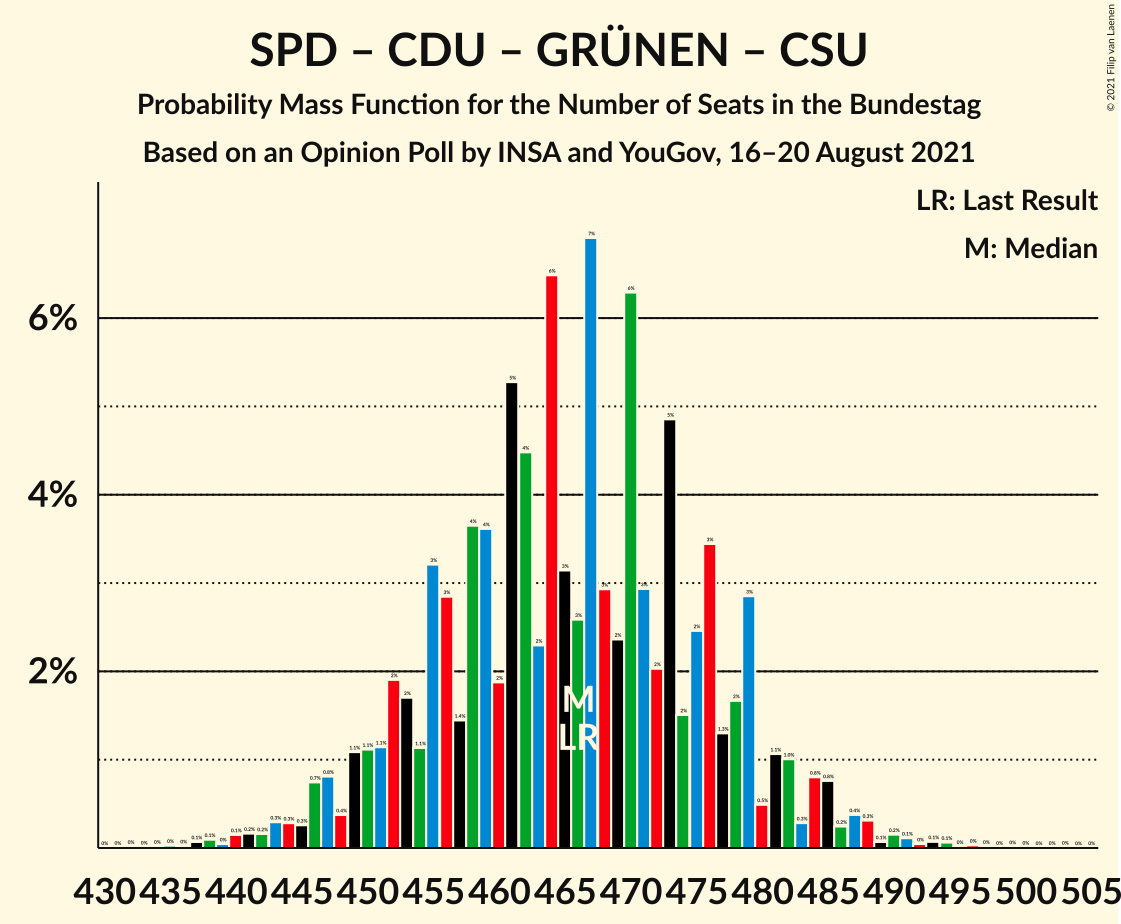 SPD – CDU – GRÜNEN – CSU
Probability Mass Function for the Number of Seats in the Bundestag
Based on an Opinion Poll by INSA and YouGov, 16–20 August 2021
© 2021 Filip van Laenen
LR: Last Result
M: Median
6%
4%
2%
M
LR
430 435 440 445 450 455 460 465 470 475 480 485 490 495 500 505